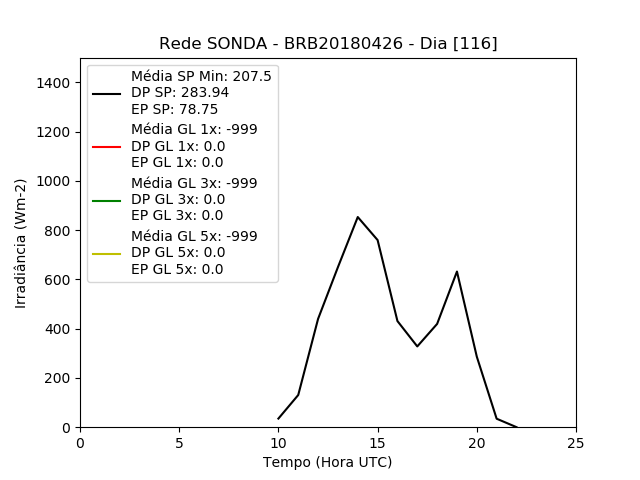 Rede SONDA - BRB20180426 - Dia [116]
Média SP Min: 207.5
DP SP: 283.94
EP SP: 78.75
Média GL 1x: -999
DP GL 1x: 0.0
EP GL 1x: 0.0
Média GL 3x: -999
DP GL 3x: 0.0
EP GL 3x: 0.0
Média GL 5x: -999
DP GL 5x: 0.0
EP GL 5x: 0.0
1400
1200
1000
800
600
400
200
0
Irradiância (Wm-2)
0 5 10 15 20 25
Tempo (Hora UTC)